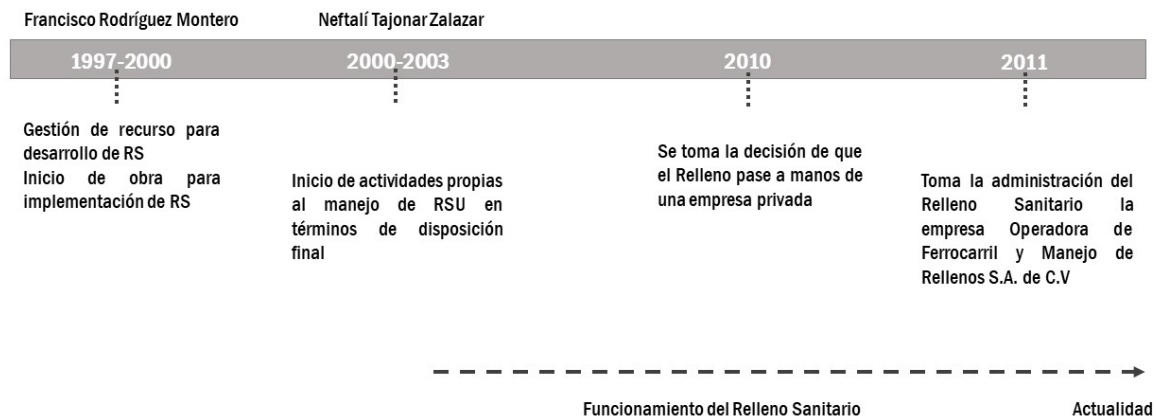 Francisco Rodríguez Montero
Neftalí Tajonar Zalazar
1997-2000
2000-2003
2010
2011
Gestión de recurso para
desarrollo de RS
Inicio de obra para
implementación de RS
Inicio de actividades propias
al manejo de RSU en
términos de disposición
final
Se toma la decisión de que
el Relleno pase a manos de
una empresa privada
Toma la administración del
Relleno Sanitario la
empresa Operadora de
Ferrocarril y Manejo de
Rellenos S.A. de C.V
Funcionamiento del Relleno Sanitario
Actualidad